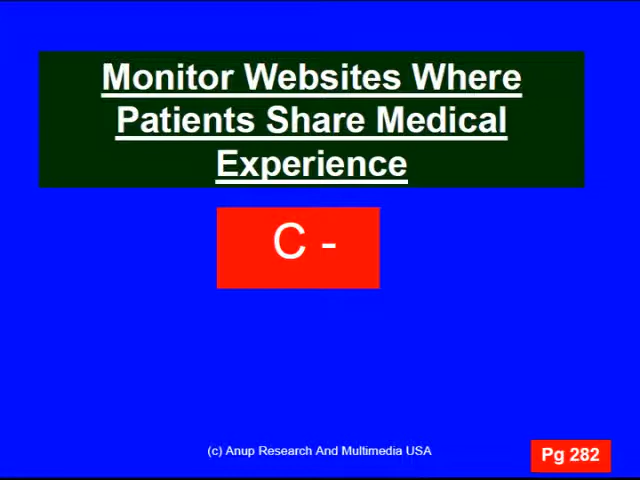 Monitor Websites Where
Patients Share Medical
Experience
C -
(c) Anup Research And Multimedia USA
Pg 282